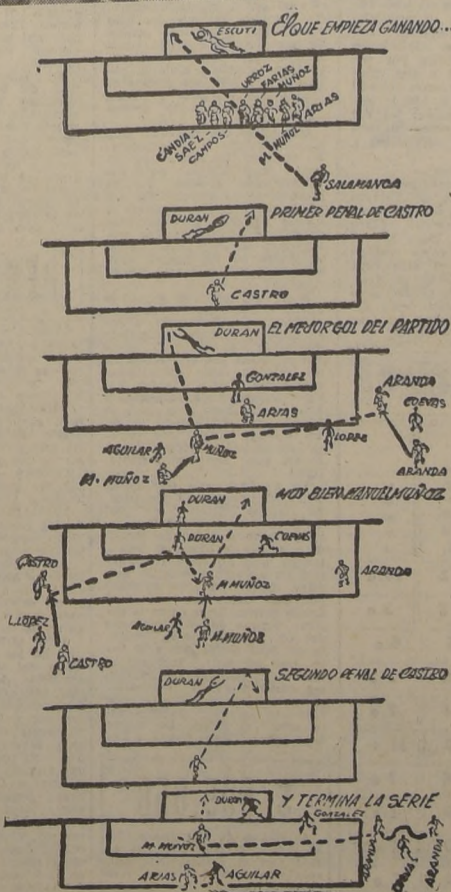 El QUE EMPIEZA GANANDO...
ESCUTI
URROZ
FARIAS
MUÑOZ
ARIAS
CANDIA
SAEZ
CAMPOS
M. MUÑOZ
SALAMANCA
PRIMER PENAL DE CASTRO
DURAN
CASTRO
EL MEJOR GOL DEL PARTIDO
DURAN
GONZALEZ
ARANDA
CUEVAS
ARIAS
LOPEZ
AGUILAR
MUÑOZ
M. MUÑOZ
ARANDA
MUY BIEN MANUEL MUÑOZ
DURAN
DURAN
CUEVAS
CASTRO
ARANDA
M. MUÑOZ
L. LOPEZ
AGUILAR
M. MUÑOZ
CASTRO
SEGUNDO PENAL DE CASTRO
DURAN
Y TERMINA LA SERIE
DURAN
GONZALEZ
M. MUÑOZ
ARANDA
ARANDA
ARIAS
AGUILAR